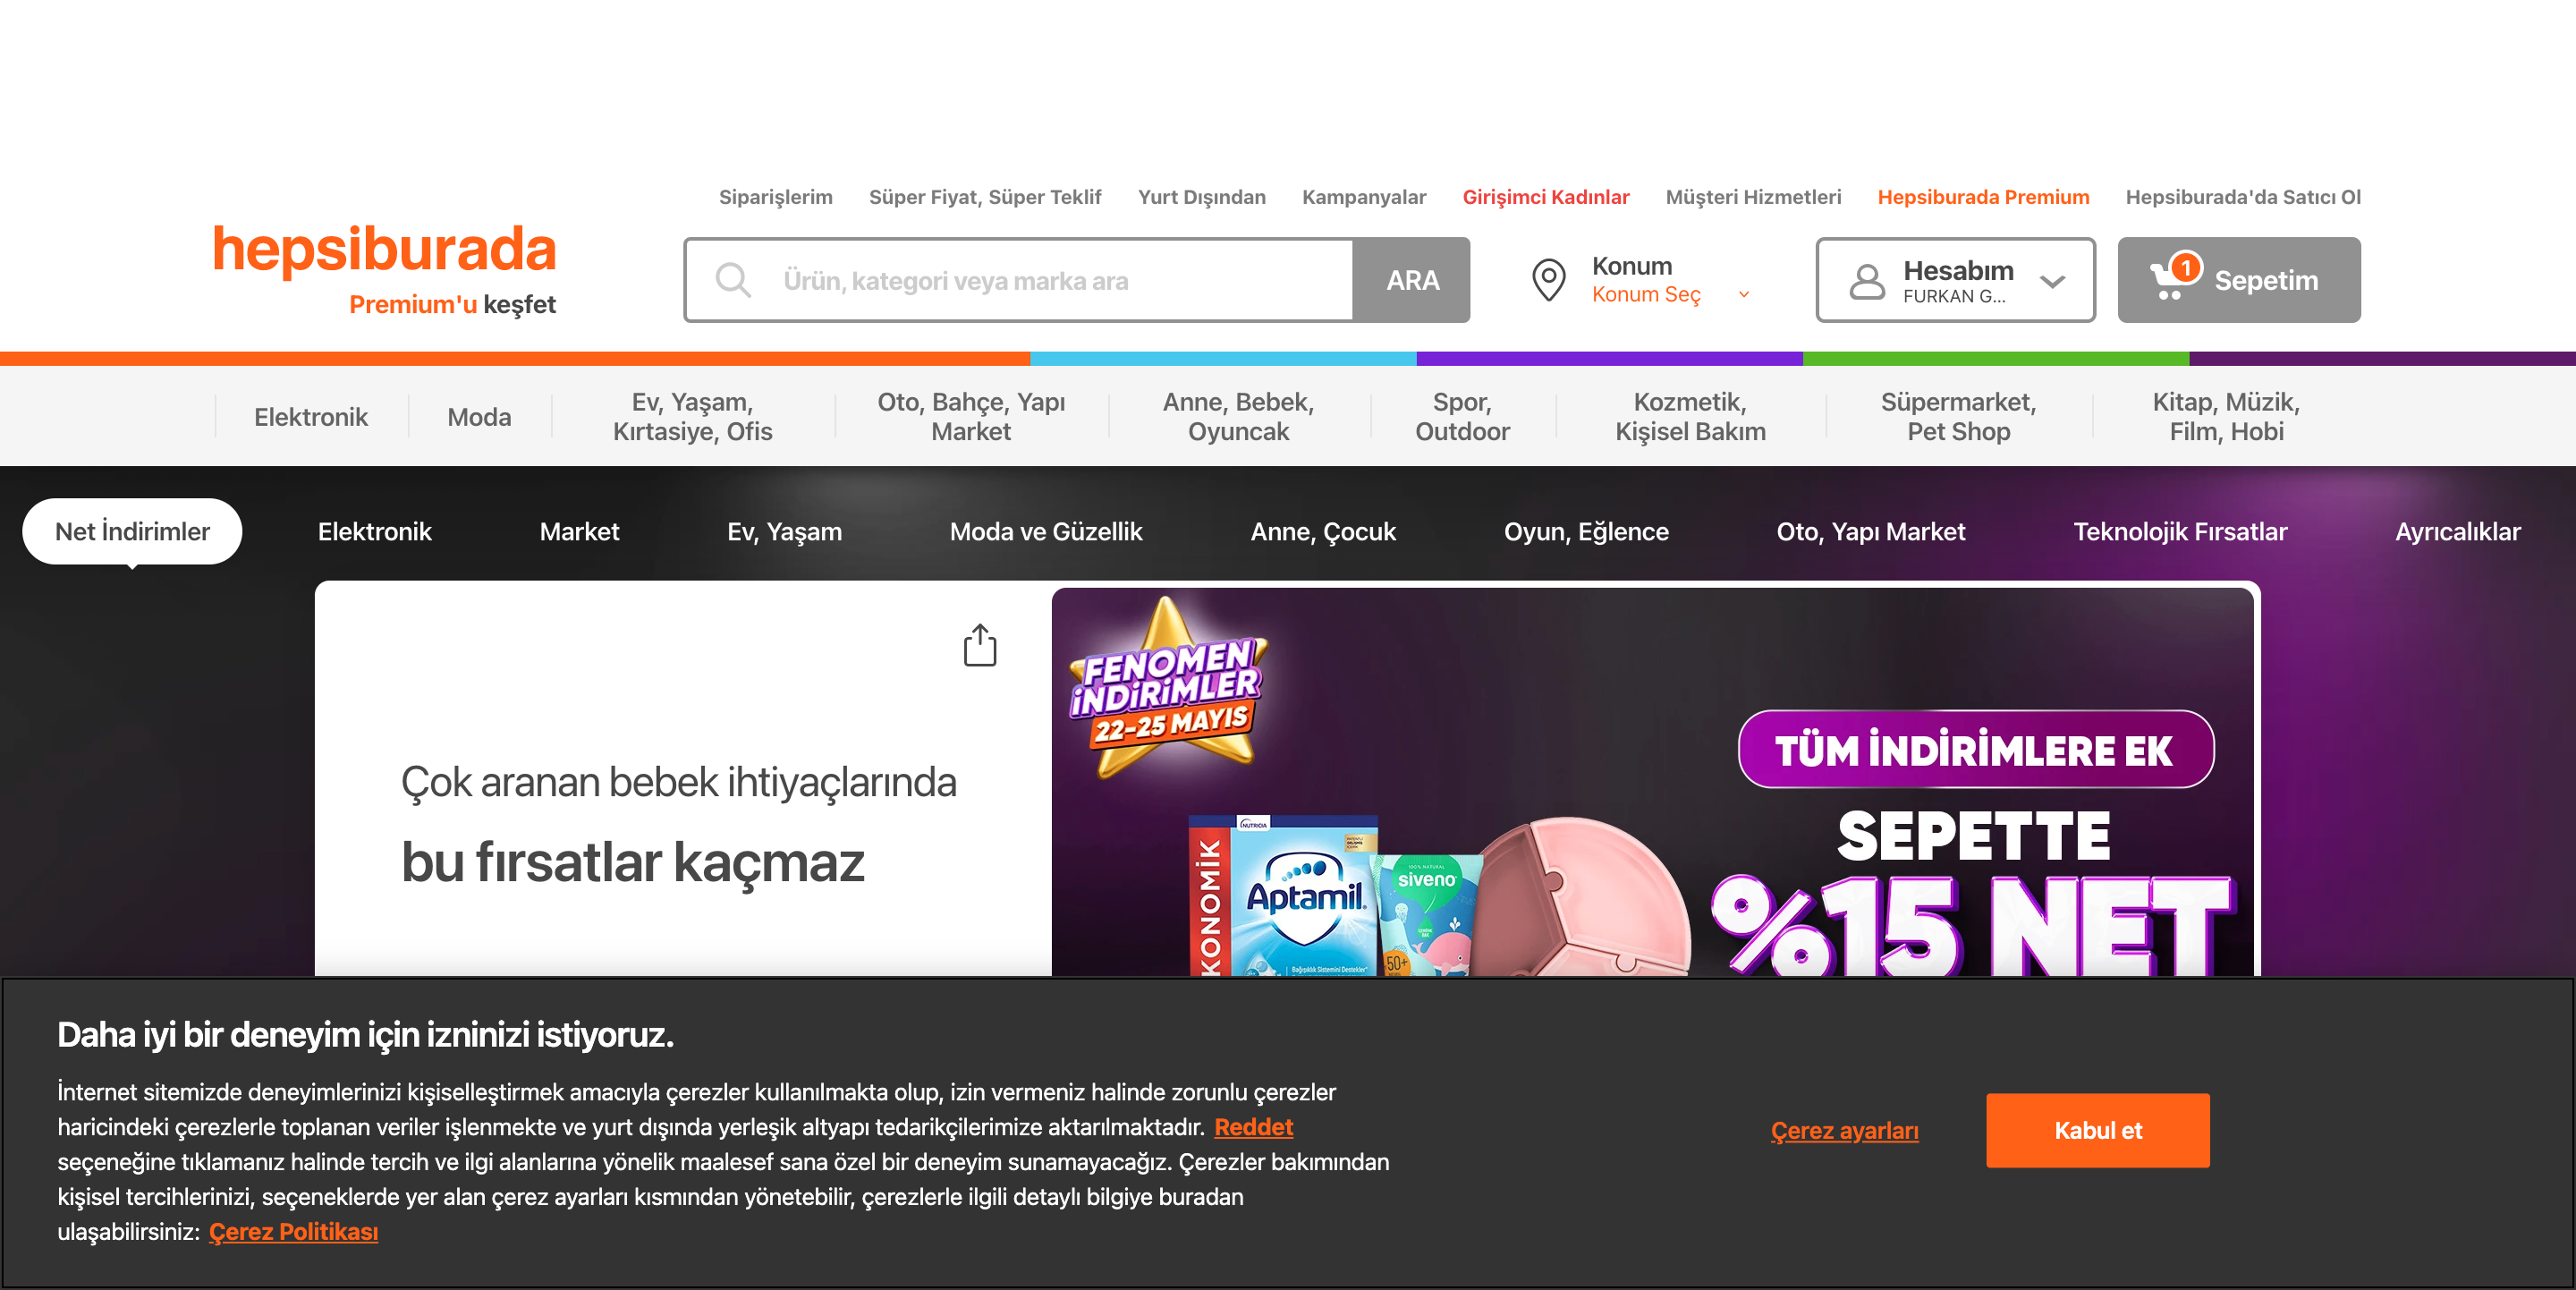 Siparişlerim Süper Fiyat, Süper Teklif Yurt Dışından Kampanyalar Girişimci Kadınlar Müşteri Hizmetleri Hepsiburada Premium Hepsiburada'da Satıcı Ol
hepsiburada
Premium'u keşfet
Ürün, kategori veya marka ara
ARA
Konum
Konum Seç
Hesabım
FURKAN G...
1
Sepetim
Elektronik
Moda
Ev, Yaşam,
Kırtasiye, Ofis
Oto, Bahçe, Yapı
Market
Anne, Bebek,
Oyuncak
Spor,
Outdoor
Kozmetik,
Kişisel Bakım
Süpermarket,
Pet Shop
Kitap, Müzik,
Film, Hobi
Net İndirimler Elektronik Market Ev, Yaşam Moda ve Güzellik Anne, Çocuk Oyun, Eğlence Oto, Yapı Market Teknolojik Fırsatlar Ayrıcalıklar
Çok aranan bebek ihtiyaçlarında
bu fırsatlar kaçmaz
FENOMEN
İNDİRİMLER
22-25 MAYIS
TÜM İNDİRİMLERE EK
SEPETTE
%15 NET
NUTRICIA
KONOMİK
Aptamil
Bağışıklık Sistemini Destekler*
100% NATURAL
siveno
50+
Daha iyi bir deneyim için izninizi istiyoruz.
İnternet sitemizde deneyimlerinizi kişiselleştirmek amacıyla çerezler kullanılmakta olup, izin vermeniz halinde zorunlu çerezler
haricindeki çerezlerle toplanan veriler işlenmekte ve yurt dışında yerleşik altyapı tedarikçilerimize aktarılmaktadır. Reddet
seçeneğine tıklamanız halinde tercih ve ilgi alanlarına yönelik maalesef sana özel bir deneyim sunamayacağız. Çerezler bakımından
kişisel tercihlerinizi, seçeneklerde yer alan çerez ayarları kısmından yönetebilir, çerezlerle ilgili detaylı bilgiye buradan
ulaşabilirsiniz: Çerez Politikası
Çerez ayarları
Kabul et